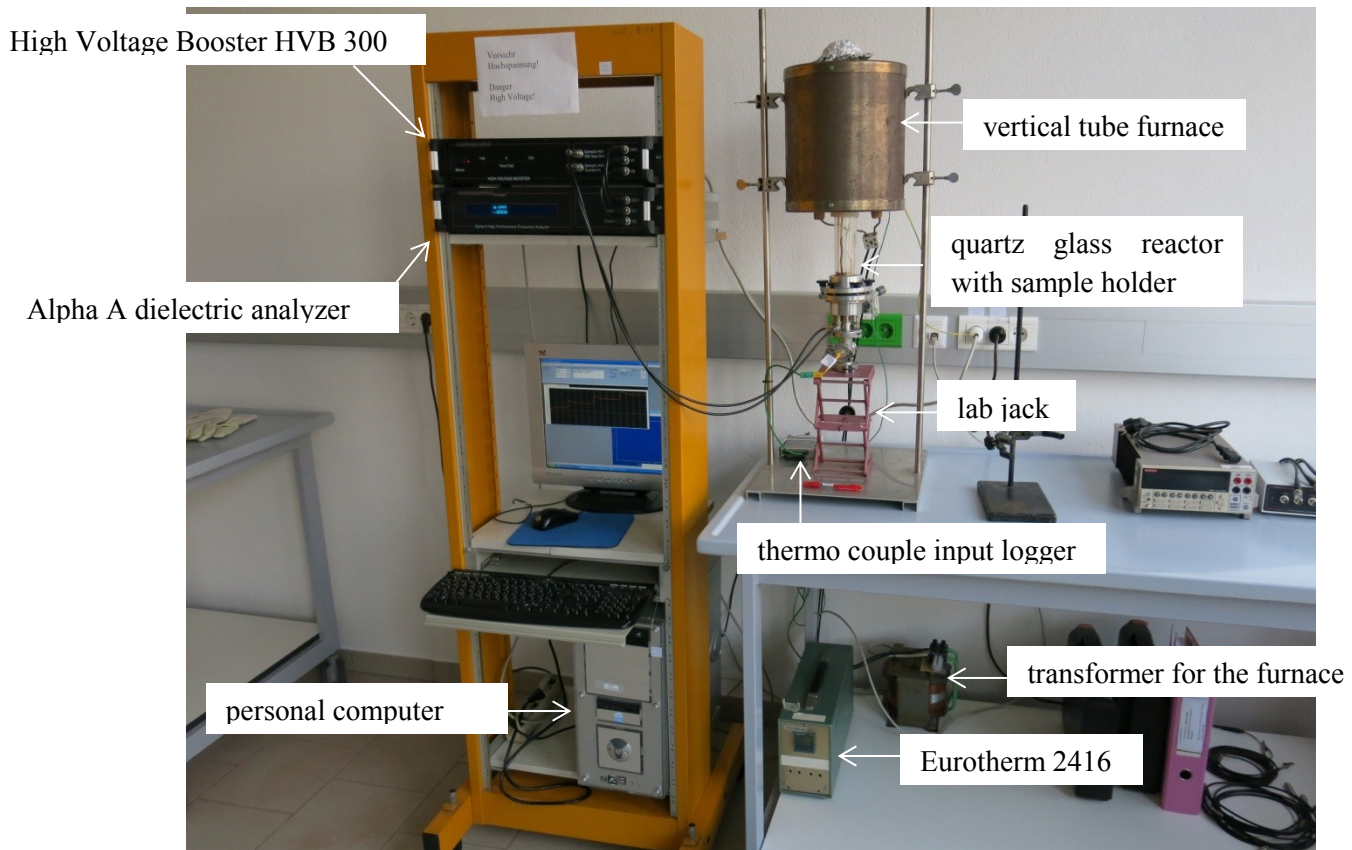 High Voltage Booster HVB 300
Vorsicht
Hochspannung!
Danger
High Voltage!
vertical tube furnace
HIGH VOLTAGE BOOSTER
quartz glass reactor
with sample holder
Alpha A dielectric analyzer
lab jack
thermo couple input logger
transformer for the furnace
personal computer
Eurotherm 2416